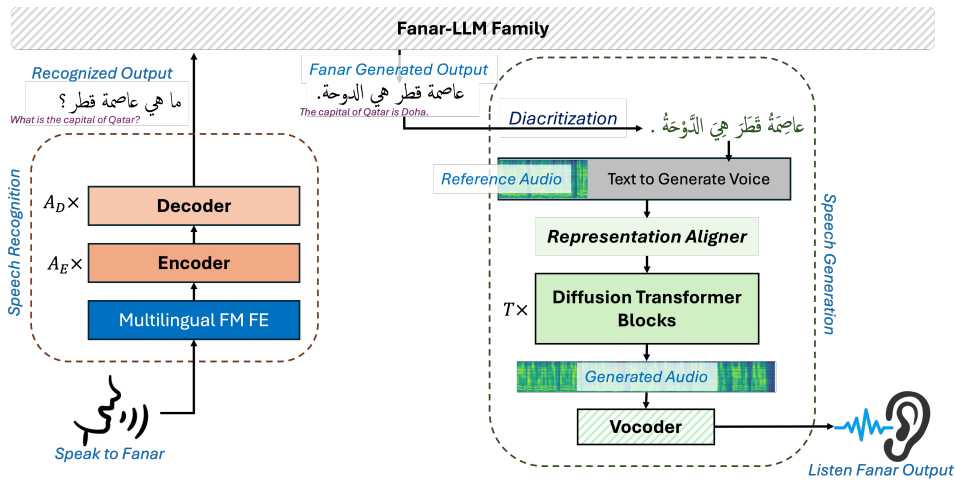 Fanar-LLM Family
Recognized Output
ما هي عاصمة قطر ؟
What is the capital of Qatar?
Fanar Generated Output
عاصمة قطر هي الدوحة.
The capital of Qatar is Doha.
Diacritization
عاصِمَةُ قَطَرَ هِيَ الدَّوْحَةُ .
Reference Audio
Text to Generate Voice
Representation Aligner
T×
Diffusion Transformer
Blocks
Generated Audio
Vocoder
Speech Generation
Listen Fanar Output
Speech Recognition
A_D×
Decoder
A_E×
Encoder
Multilingual FM FE
Speak to Fanar